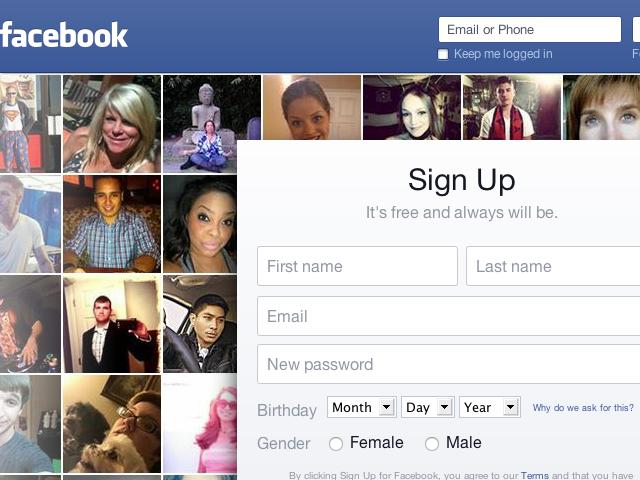 facebook
Email or Phone
Keep me logged in
Sign Up
It's free and always will be.
First name
Last name
Email
New password
Birthday Month Day Year Why do we ask for this?
Gender Female Male
By clicking Sign Up for Facebook, you agree to our Terms and that you have